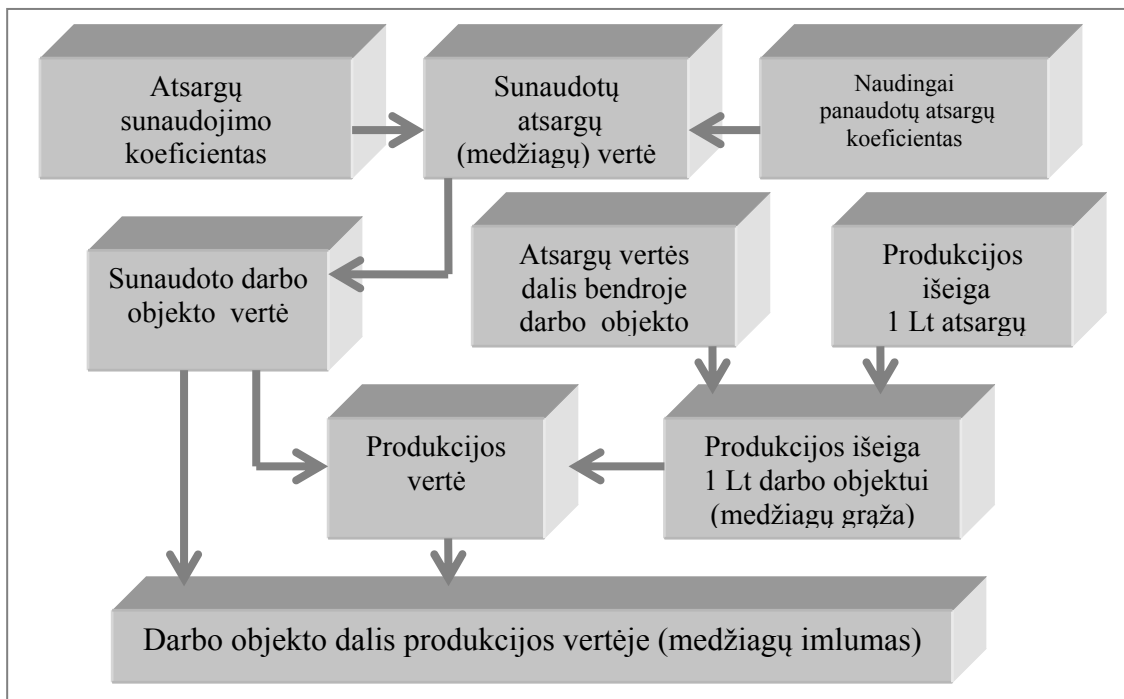 Atsargų
sunaudojimo
koeficientas
Sunaudotų
atsargų
(medžiagų) vertė
Naudingai
panaudotų atsargų
koeficientas
Sunaudoto darbo
objekto vertė
Atsargų vertės
dalis bendroje
darbo objekto
Produkcijos
išeiga
1 Lt atsargų
Produkcijos
vertė
Produkcijos išeiga
1 Lt darbo objektui
(medžiagų grąža)
Darbo objekto dalis produkcijos vertėje (medžiagų imlumas)